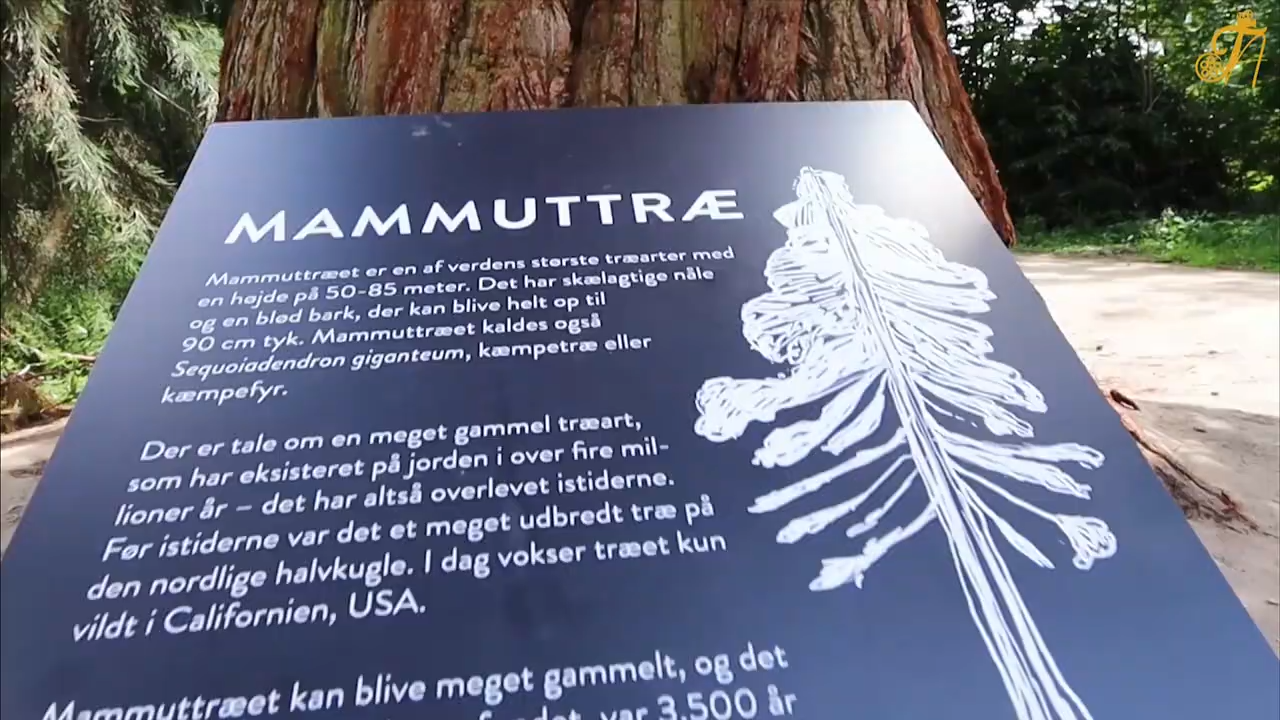 MAMMUTTRÆ
Mammuttræet er en af verdens største træarter med
en højde på 50-85 meter. Det har skælagtige nåle
og en blød bark, der kan blive helt op til
90 cm tyk. Mammuttræet kaldes også
Sequoiadendron giganteum, kæmpetræ eller
kæmpefyr.
Der er tale om en meget gammel træart,
som har eksisteret på jorden i over fire mil-
lioner år – det har altså overlevet istiderne.
Før istiderne var det et meget udbredt træ på
den nordlige halvkugle. I dag vokser træet kun
vildt i Californien, USA.
Mammuttræet kan blive meget gammelt, og det
var 3.500 år